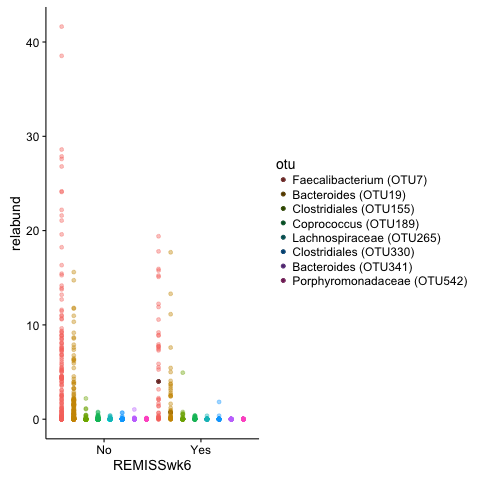 relabund
40
30
20
10
0
No
Yes
REMISSwk6
otu
Faecalibacterium (OTU7)
Bacteroides (OTU19)
Clostridiales (OTU155)
Coprococcus (OTU189)
Lachnospiraceae (OTU265)
Clostridiales (OTU330)
Bacteroides (OTU341)
Porphyromonadaceae (OTU542)